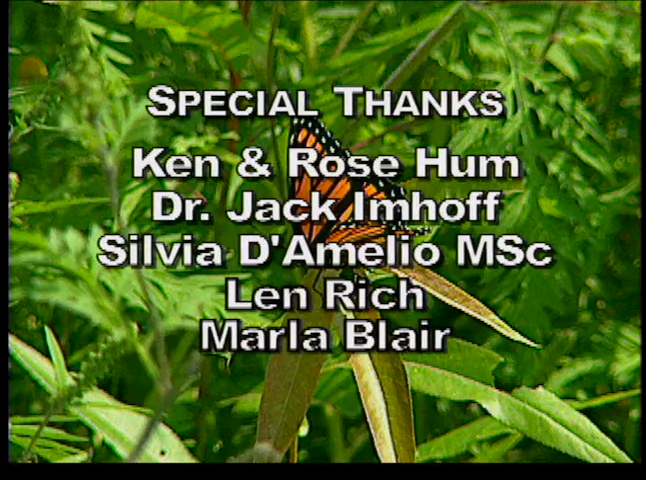 SPECIAL THANKS
Ken & Rose Hum
Dr. Jack Imhoff
Silvia D'Amelio MSc
Len Rich
Marla Blair